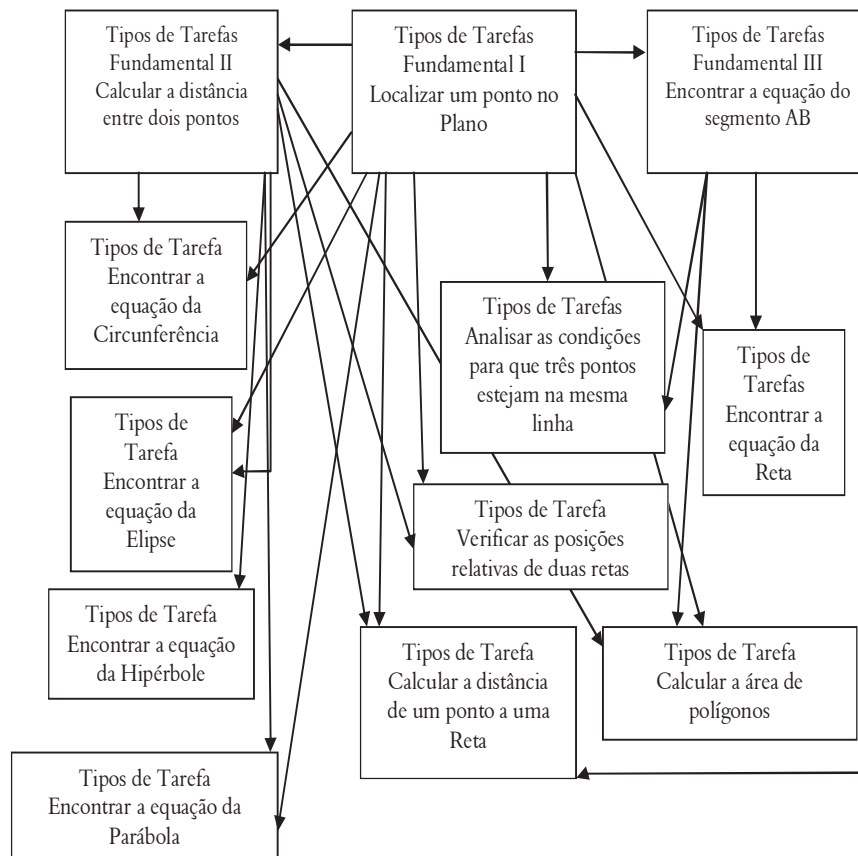 Tipos de Tarefas
Fundamental II
Calcular a distância
entre dois pontos
Tipos de Tarefas
Fundamental I
Localizar um ponto no
Plano
Tipos de Tarefas
Fundamental III
Encontrar a equação do
segmento AB
Tipos de Tarefa
Encontrar a
equação da
Circunferência
Tipos de Tarefas
Analisar as condições
para que três pontos
estejam na mesma
linha
Tipos de
Tarefas
Encontrar a
equação da
Reta
Tipos de
Tarefa
Encontrar a
equação da
Elipse
Tipos de Tarefa
Verificar as posições
relativas de duas retas
Tipos de Tarefa
Encontrar a equação
da Hipérbole
Tipos de Tarefa
Calcular a distância
de um ponto a uma
Reta
Tipos de Tarefa
Calcular a área de
polígonos
Tipos de Tarefa
Encontrar a equação da
Parábola